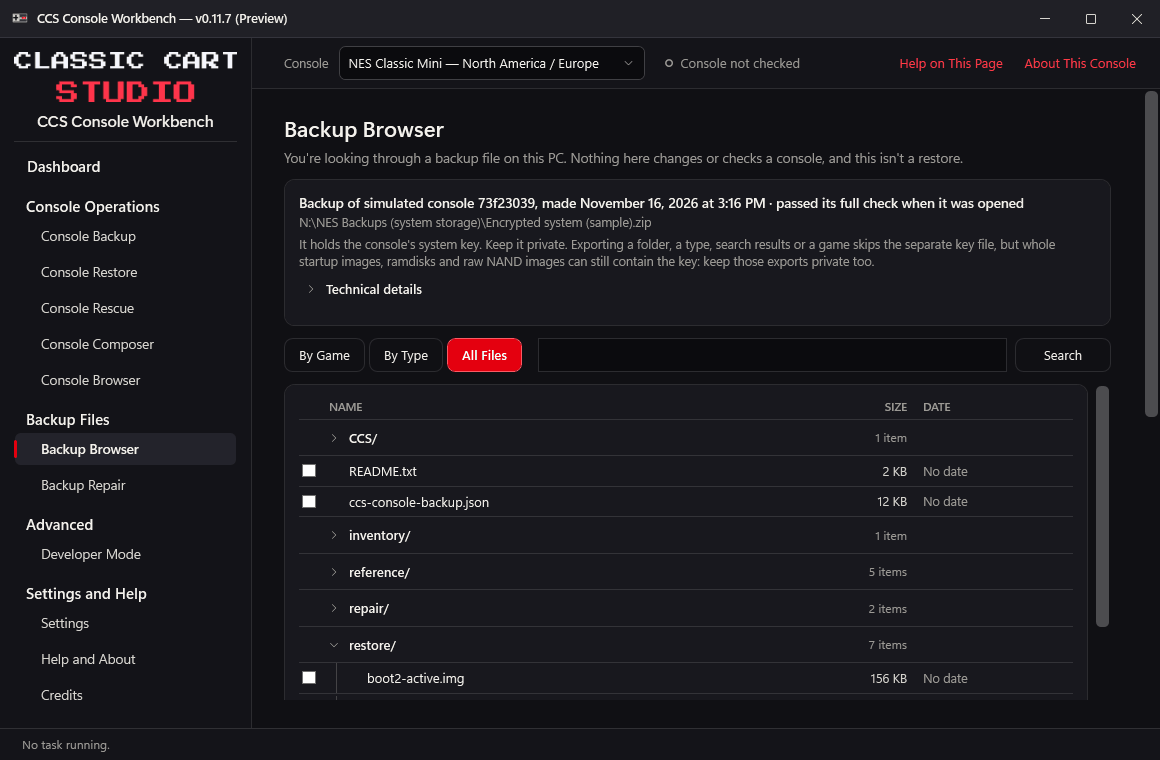 CCS Console Workbench — v0.11.7 (Preview)
CLASSIC CART
STUDIO
CCS Console Workbench
Dashboard
Console Operations
Console Backup
Console Restore
Console Rescue
Console Composer
Console Browser
Backup Files
Backup Browser
Backup Repair
Advanced
Developer Mode
Settings and Help
Settings
Help and About
Credits
Console NES Classic Mini — North America / Europe Console not checked Help on This Page About This Console
Backup Browser
You're looking through a backup file on this PC. Nothing here changes or checks a console, and this isn't a restore.
Backup of simulated console 73f23039, made November 16, 2026 at 3:16 PM · passed its full check when it was opened
N:\NES Backups (system storage)\Encrypted system (sample).zip
It holds the console's system key. Keep it private. Exporting a folder, a type, search results or a game skips the separate key file, but whole
startup images, ramdisks and raw NAND images can still contain the key: keep those exports private too.
Technical details
By Game By Type All Files Search
NAME SIZE DATE
CCS/ 1 item
README.txt 2 KB No date
ccs-console-backup.json 12 KB No date
inventory/ 1 item
reference/ 5 items
repair/ 2 items
restore/ 7 items
boot2-active.img 156 KB No date
No task running.